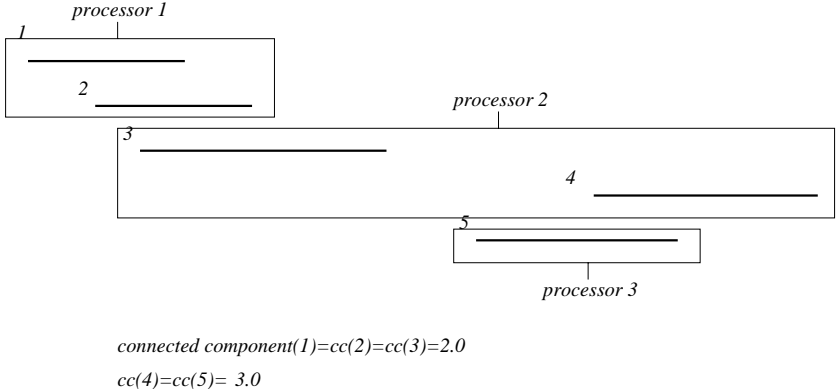 processor 1
1
2
processor 2
3
4
5
processor 3
connected component(1)=cc(2)=cc(3)=2.0
cc(4)=cc(5)= 3.0